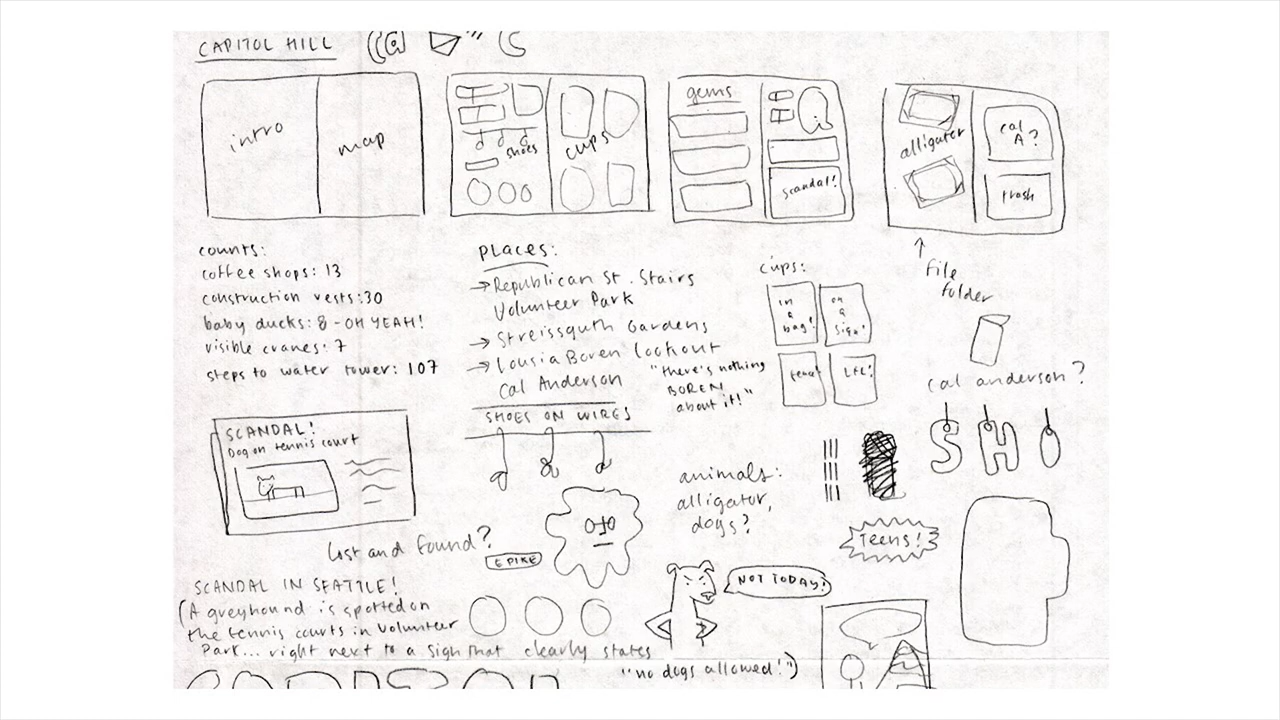 CAPITOL HILL
intro
map
shoes
cups
gems
scandal!
alligator
cal
A?
trash
file
folder
counts:
coffee shops: 13
construction vests: 30
baby ducks: 8 - OH YEAH!
visible cranes: 7
steps to water tower: 107
places:
Republican St. Stairs
Volunteer Park
Streissguth Gardens
Lousia Boren Lookout
Cal Anderson
"there's nothing
BOREN
about it!"
cups:
in
a
bag!
on
a
sign!
LFL!
cal anderson?
SHOES ON WIRES
SHO
SCANDAL!
Dog on tennis court
animals:
alligator,
dogs?
Teens!
Lost and found?
EPIKE
NOT TODAY!
SCANDAL IN SEATTLE!
(A greyhound is spotted on
the tennis courts in Volunteer
Park... right next to a sign that clearly states
"no dogs allowed!")